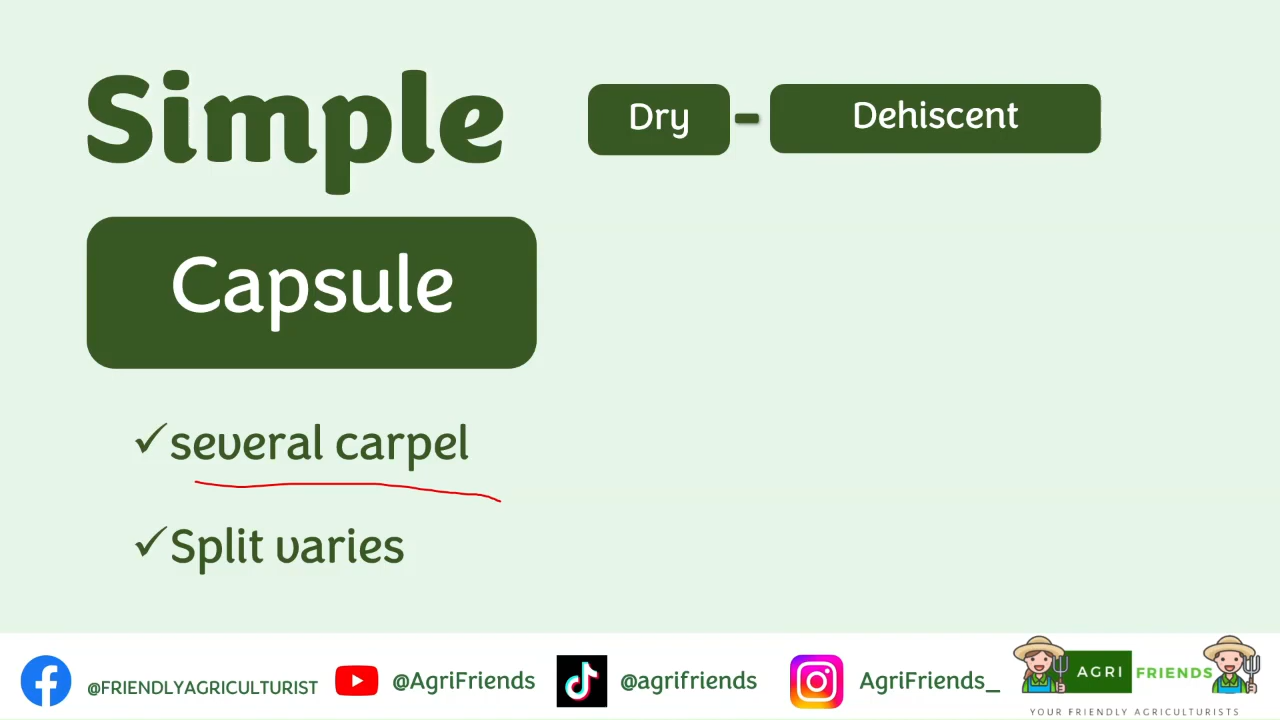 Simple
Dry - Dehiscent
Capsule
✓several carpel
✓Split varies
@FRIENDLYAGRICULTURIST @AgriFriends @agrifriends AgriFriends_ AGRI FRIENDS
YOUR FRIENDLY AGRICULTURISTS